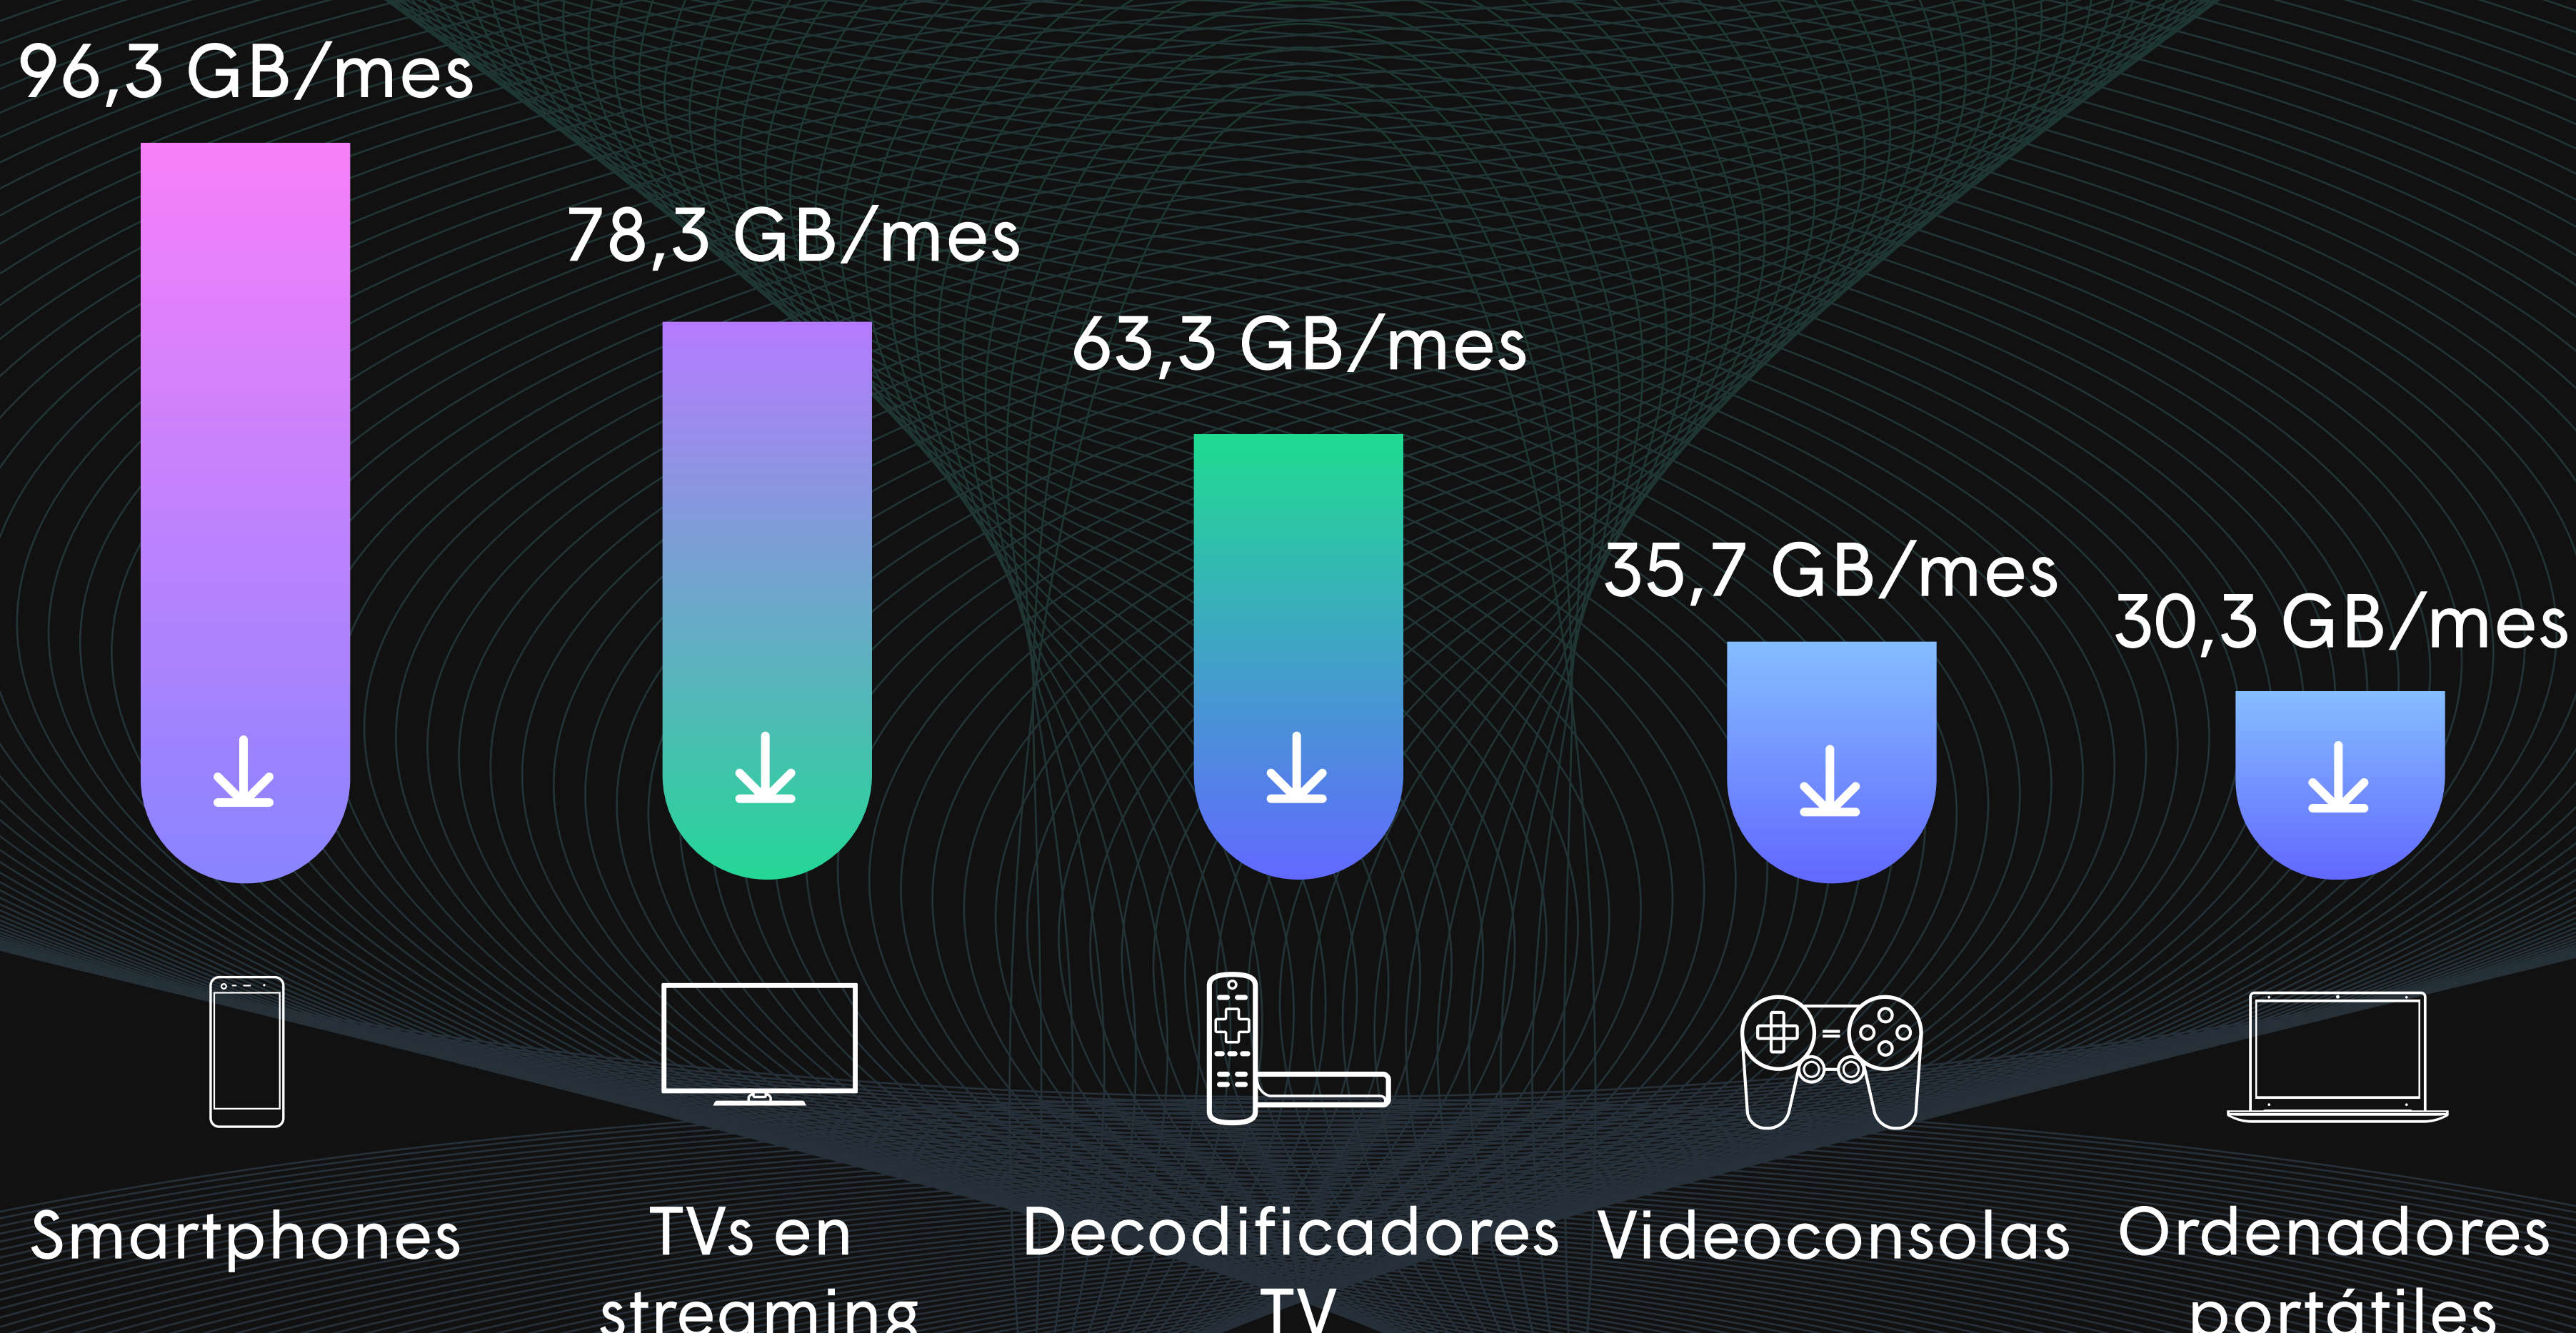 96,3 GB/mes
78,3 GB/mes
63,3 GB/mes
35,7 GB/mes
30,3 GB/mes
Smartphones
TVs en
streaming
Decodificadores
TV
Videoconsolas
Ordenadores
portátiles